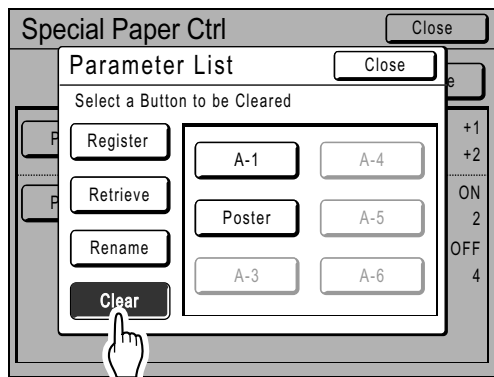 Special Paper Ctrl
Close
Parameter List
Close
e
Select a Button to be Cleared
P
Register
A-1
A-4
+1
+2
P
Retrieve
Poster
A-5
ON
2
Rename
A-3
A-6
OFF
4
Clear